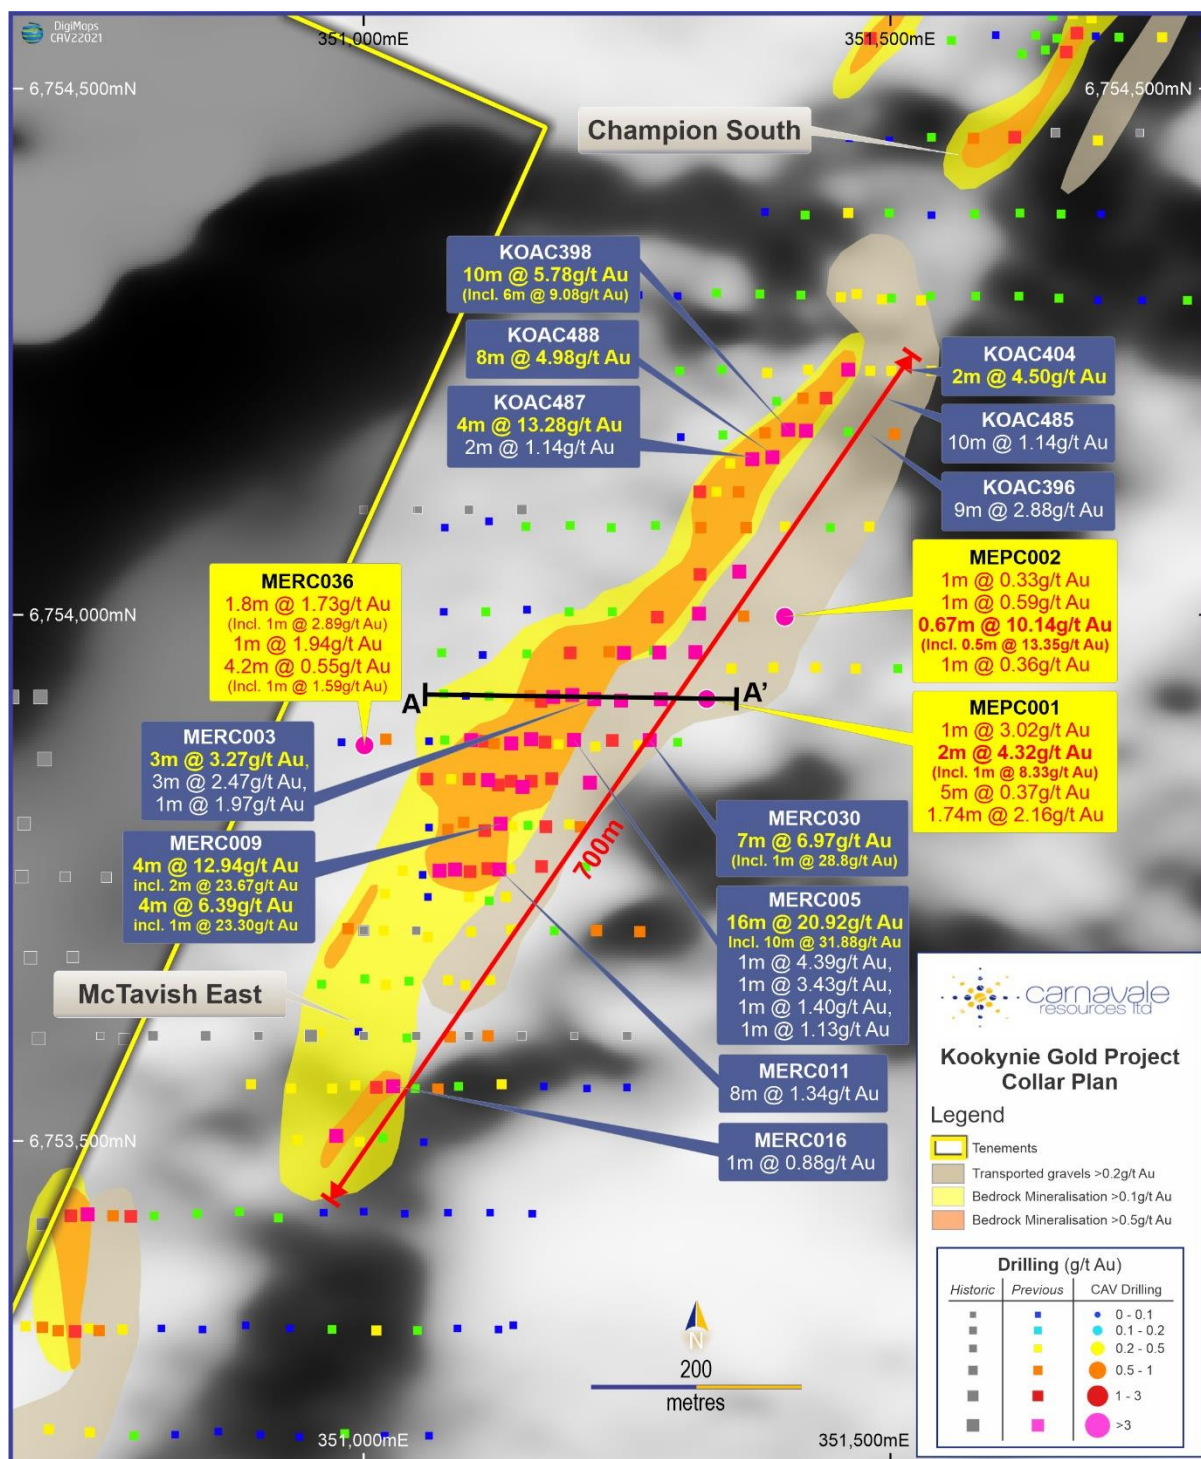 DigiMaps
CAV22021
351,000mE
351,500mE
6,754,500mN
6,754,500mN
Champion South
KOAC398
10m @ 5.78g/t Au
(Incl. 6m @ 9.08g/t Au)
KOAC488
8m @ 4.98g/t Au
KOAC487
4m @ 13.28g/t Au
2m @ 1.14g/t Au
KOAC404
2m @ 4.50g/t Au
KOAC485
10m @ 1.14g/t Au
KOAC396
9m @ 2.88g/t Au
MERC036
1.8m @ 1.73g/t Au
(Incl. 1m @ 2.89g/t Au)
1m @ 1.94g/t Au
4.2m @ 0.55g/t Au
(Incl. 1m @ 1.59g/t Au)
6,754,000mN
MEPC002
1m @ 0.33g/t Au
1m @ 0.59g/t Au
0.67m @ 10.14g/t Au
(Incl. 0.5m @ 13.35g/t Au)
1m @ 0.36g/t Au
A
A'
MEPC001
1m @ 3.02g/t Au
2m @ 4.32g/t Au
(Incl. 1m @ 8.33g/t Au)
5m @ 0.37g/t Au
1.74m @ 2.16g/t Au
MERC003
3m @ 3.27g/t Au,
3m @ 2.47g/t Au,
1m @ 1.97g/t Au
MERC009
4m @ 12.94g/t Au
incl. 2m @ 23.67g/t Au
4m @ 6.39g/t Au
incl. 1m @ 23.30g/t Au
700m
MERC030
7m @ 6.97g/t Au
(Incl. 1m @ 28.8g/t Au)
MERC005
16m @ 20.92g/t Au
Incl. 10m @ 31.88g/t Au
1m @ 4.39g/t Au,
1m @ 3.43g/t Au,
1m @ 1.40g/t Au,
1m @ 1.13g/t Au
McTavish East
MERC011
8m @ 1.34g/t Au
MERC016
1m @ 0.88g/t Au
6,753,500mN
carnavale
resources ltd
Kookynie Gold Project
Collar Plan
Legend
Tenements
Transported gravels >0.2g/t Au
Bedrock Mineralisation >0.1g/t Au
Bedrock Mineralisation >0.5g/t Au
Drilling (g/t Au)
Historic Previous CAV Drilling
0 - 0.1
0.1 - 0.2
0.2 - 0.5
0.5 - 1
1 - 3
>3
N
200
metres
351,000mE
351,500mE